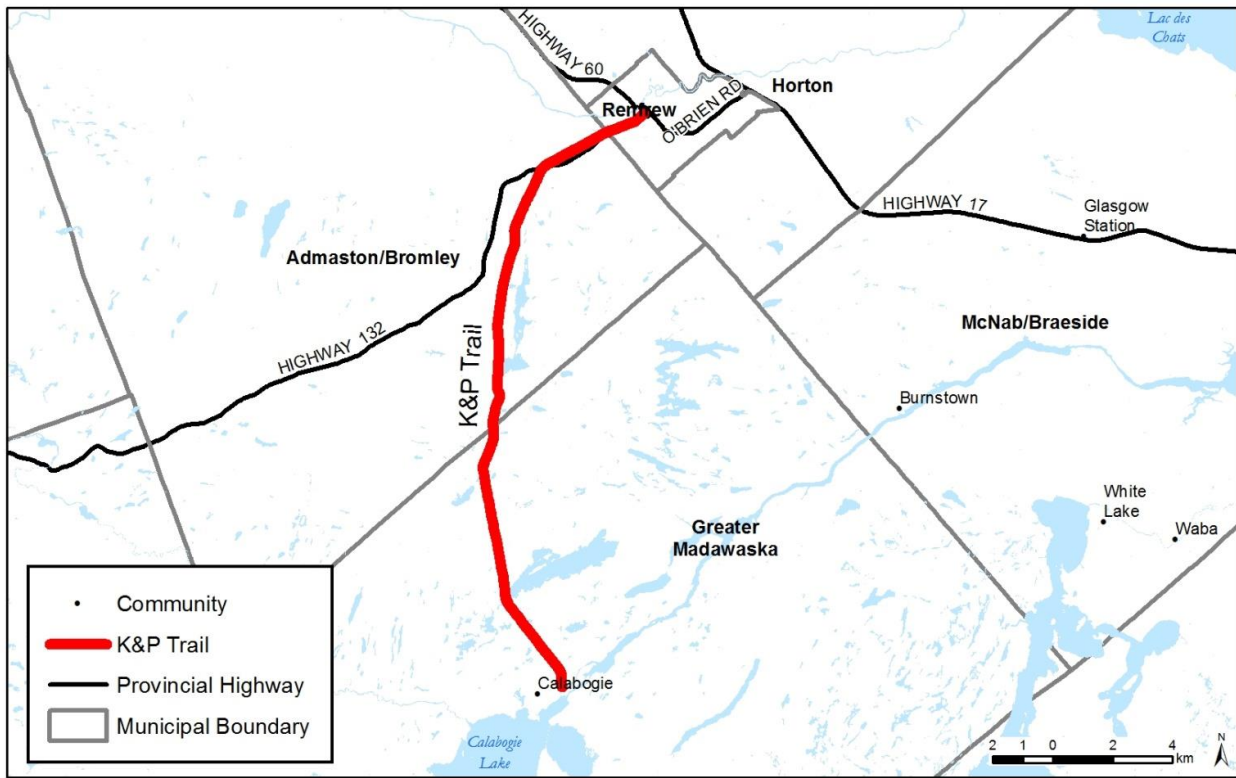 Lac des
Chats
HIGHWAY 60
Horton
Renfrew
O'BRIEN RD
HIGHWAY 17
Glasgow
Station
Admaston/Bromley
HIGHWAY 132
K&P Trail
McNab/Braeside
Burnstown
White
Lake
Waba
Greater
Madawaska
Calabogie
Calabogie
Lake
Community
K&P Trail
Provincial Highway
Municipal Boundary
2 1 0 2 4
km
N